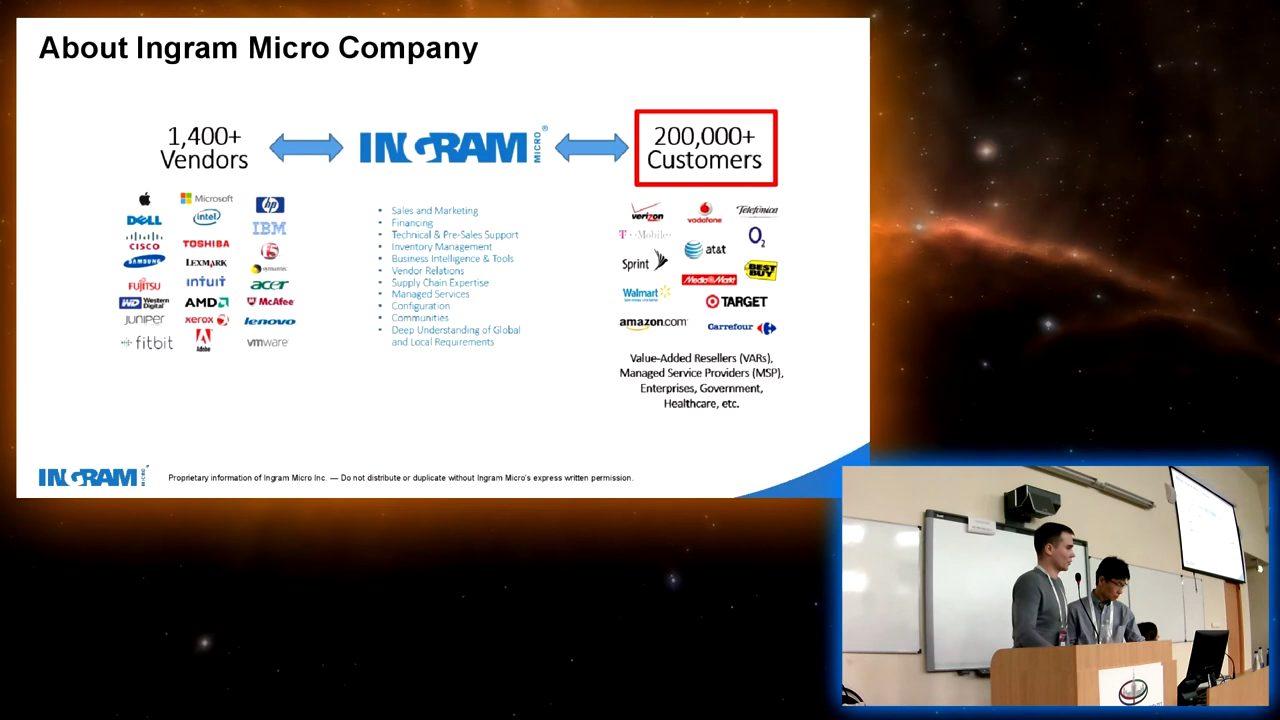 About Ingram Micro Company
1,400+
Vendors
INGRAM MICRO®
200,000+
Customers
Microsoft
hp
DELL
intel
IBM
CISCO
TOSHIBA
f5
SAMSUNG
LEXMARK
symantec
FUJITSU
intuit
acer
WD Western Digital
AMD
McAfee
JUNIPER
xerox
lenovo
fitbit
Adobe
vmware
• Sales and Marketing
• Financing
• Technical & Pre-Sales Support
• Inventory Management
• Business Intelligence & Tools
• Vendor Relations
• Supply Chain Expertise
• Managed Services
• Configuration
• Communities
• Deep Understanding of Global
and Local Requirements
verizon
vodafone
Telefónica
T··Mobile·
at&t
O2
Sprint
BEST BUY
Media Markt
Walmart
TARGET
amazon.com
Carrefour
Value-Added Resellers (VARs),
Managed Service Providers (MSP),
Enterprises, Government,
Healthcare, etc.
INGRAM MICRO
Proprietary information of Ingram Micro Inc. — Do not distribute or duplicate without Ingram Micro's express written permission.